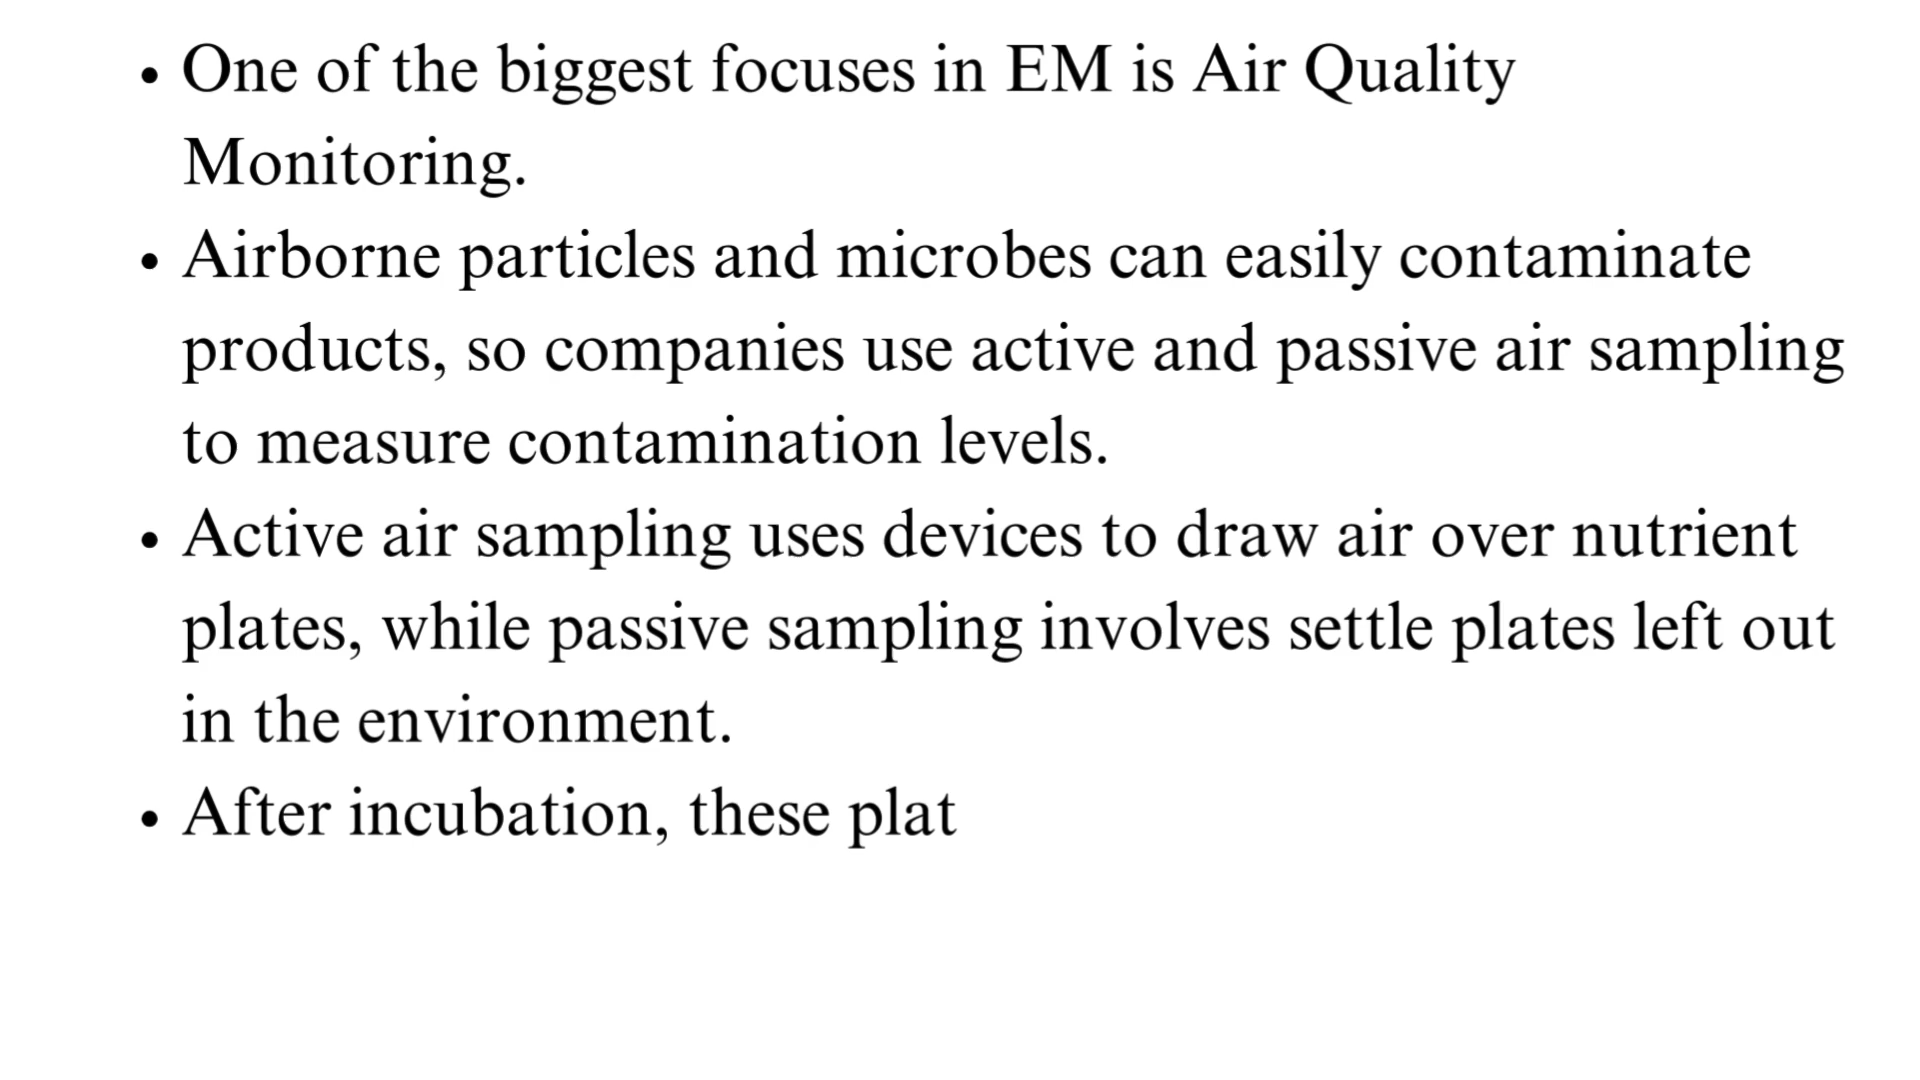 • One of the biggest focuses in EM is Air Quality
Monitoring.
• Airborne particles and microbes can easily contaminate
products, so companies use active and passive air sampling
to measure contamination levels.
• Active air sampling uses devices to draw air over nutrient
plates, while passive sampling involves settle plates left out
in the environment.
• After incubation, these plat